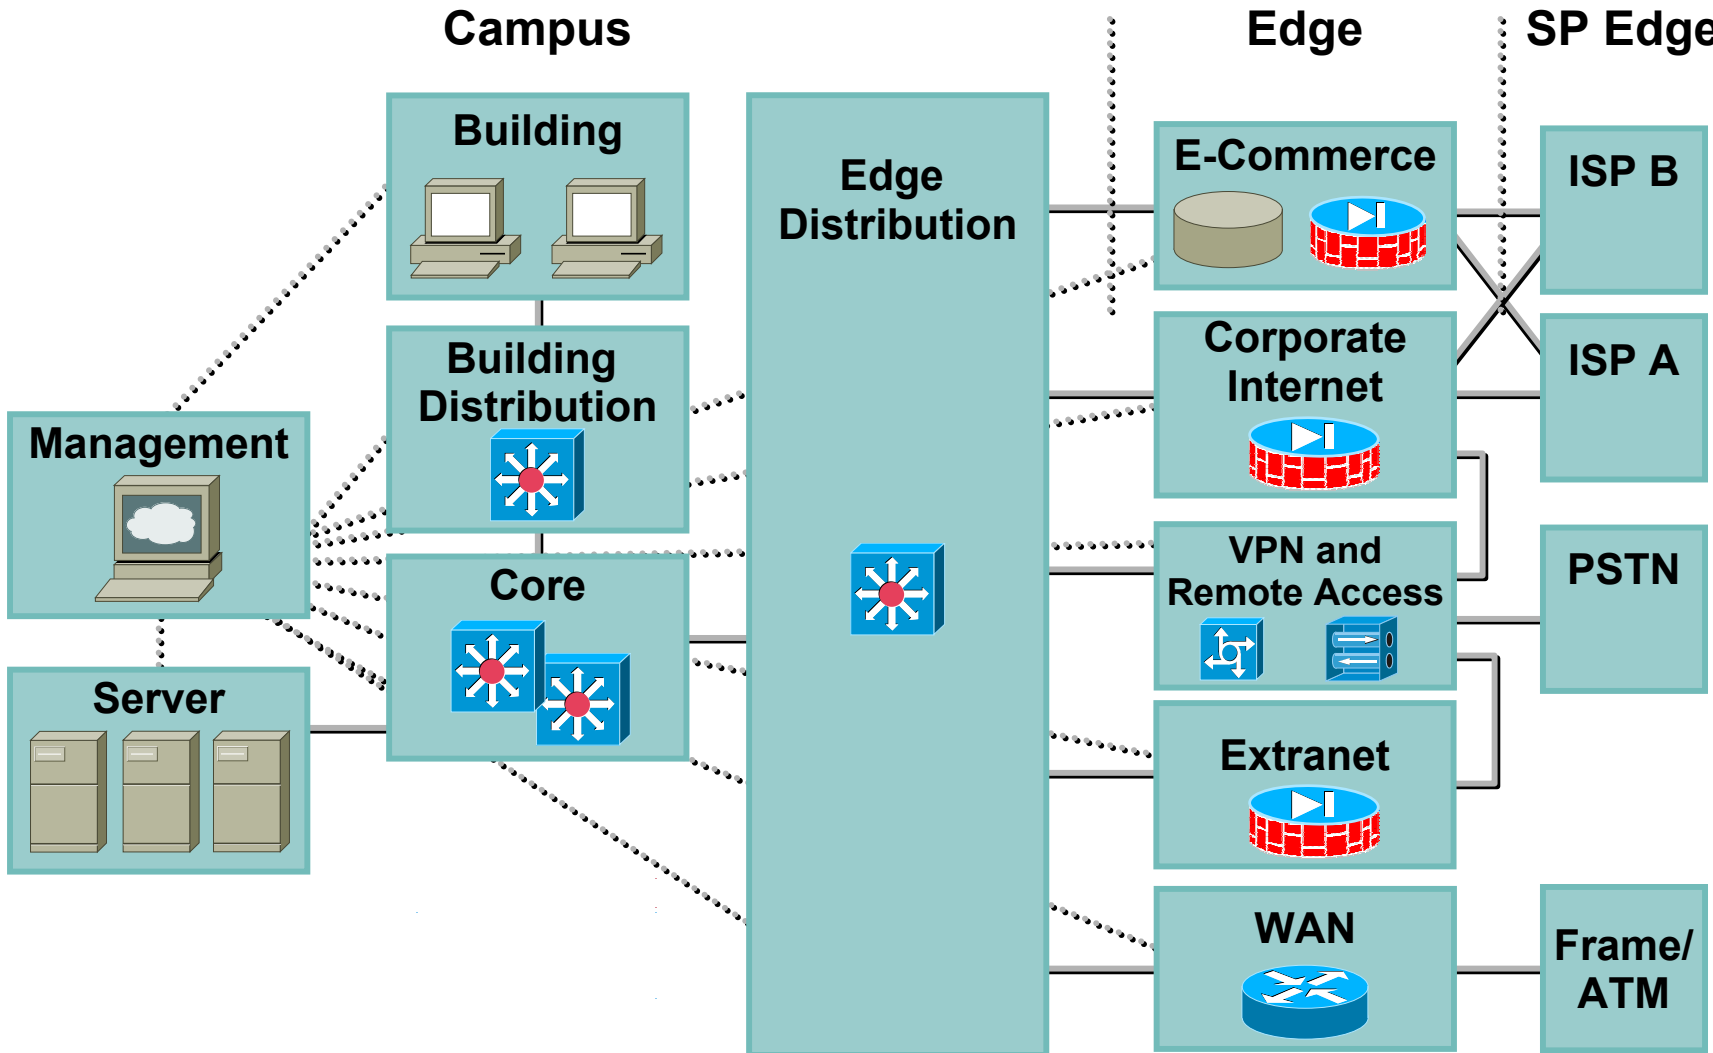 Campus
Edge
SP Edge
Building
Building
Distribution
Management
Core
Server
Edge
Distribution
E-Commerce
Corporate
Internet
VPN and
Remote Access
Extranet
WAN
ISP B
ISP A
PSTN
Frame/
ATM